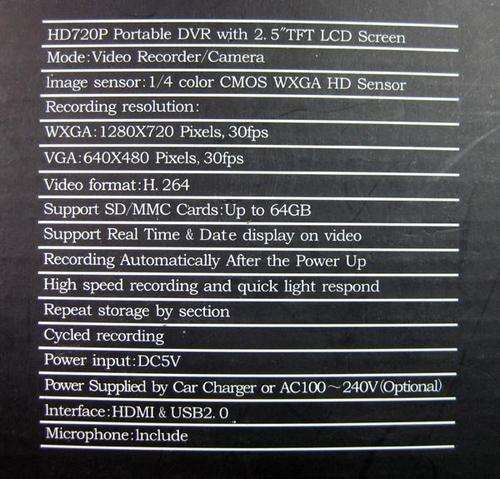 HD720P Portable DVR with 2.5"TFT LCD Screen
Mode:Video Recorder/Camera
Image sensor:1/4 color CMOS WXGA HD Sensor
Recording resolution:
WXGA:1280X720 Pixels, 30fps
VGA:640X480 Pixels, 30fps
Video format:H.264
Support SD/MMC Cards:Up to 64GB
Support Real Time & Date display on video
Recording Automatically After the Power Up
High speed recording and quick light respond
Repeat storage by section
Cycled recording
Power input:DC5V
Power Supplied by Car Charger or AC100~240V(Optional)
Interface:HDMI & USB2.0
Microphone:Include